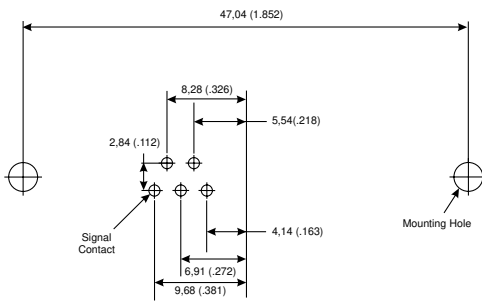 47,04 (1.852)
8,28 (.326)
5,54(.218)
2,84 (.112)
Signal
Contact
Mounting Hole
4,14 (.163)
6,91 (.272)
9,68 (.381)